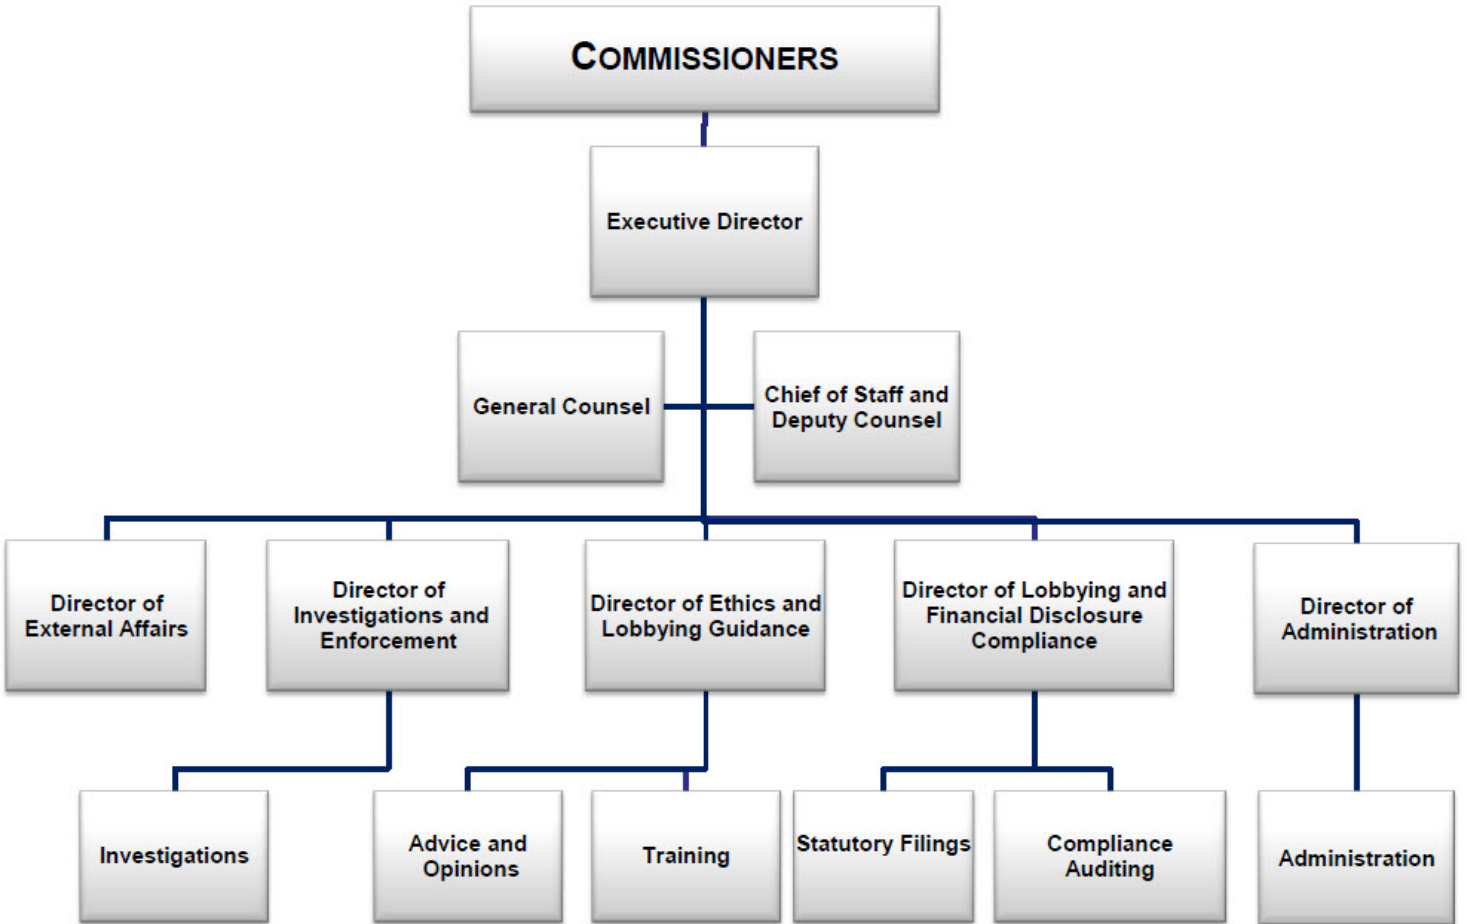 COMMISSIONERS
Executive Director
General Counsel
Chief of Staff and
Deputy Counsel
Director of
External Affairs
Director of
Investigations and
Enforcement
Director of Ethics and
Lobbying Guidance
Director of Lobbying and
Financial Disclosure
Compliance
Director of
Administration
Investigations
Advice and
Opinions
Training
Statutory Filings
Compliance
Auditing
Administration